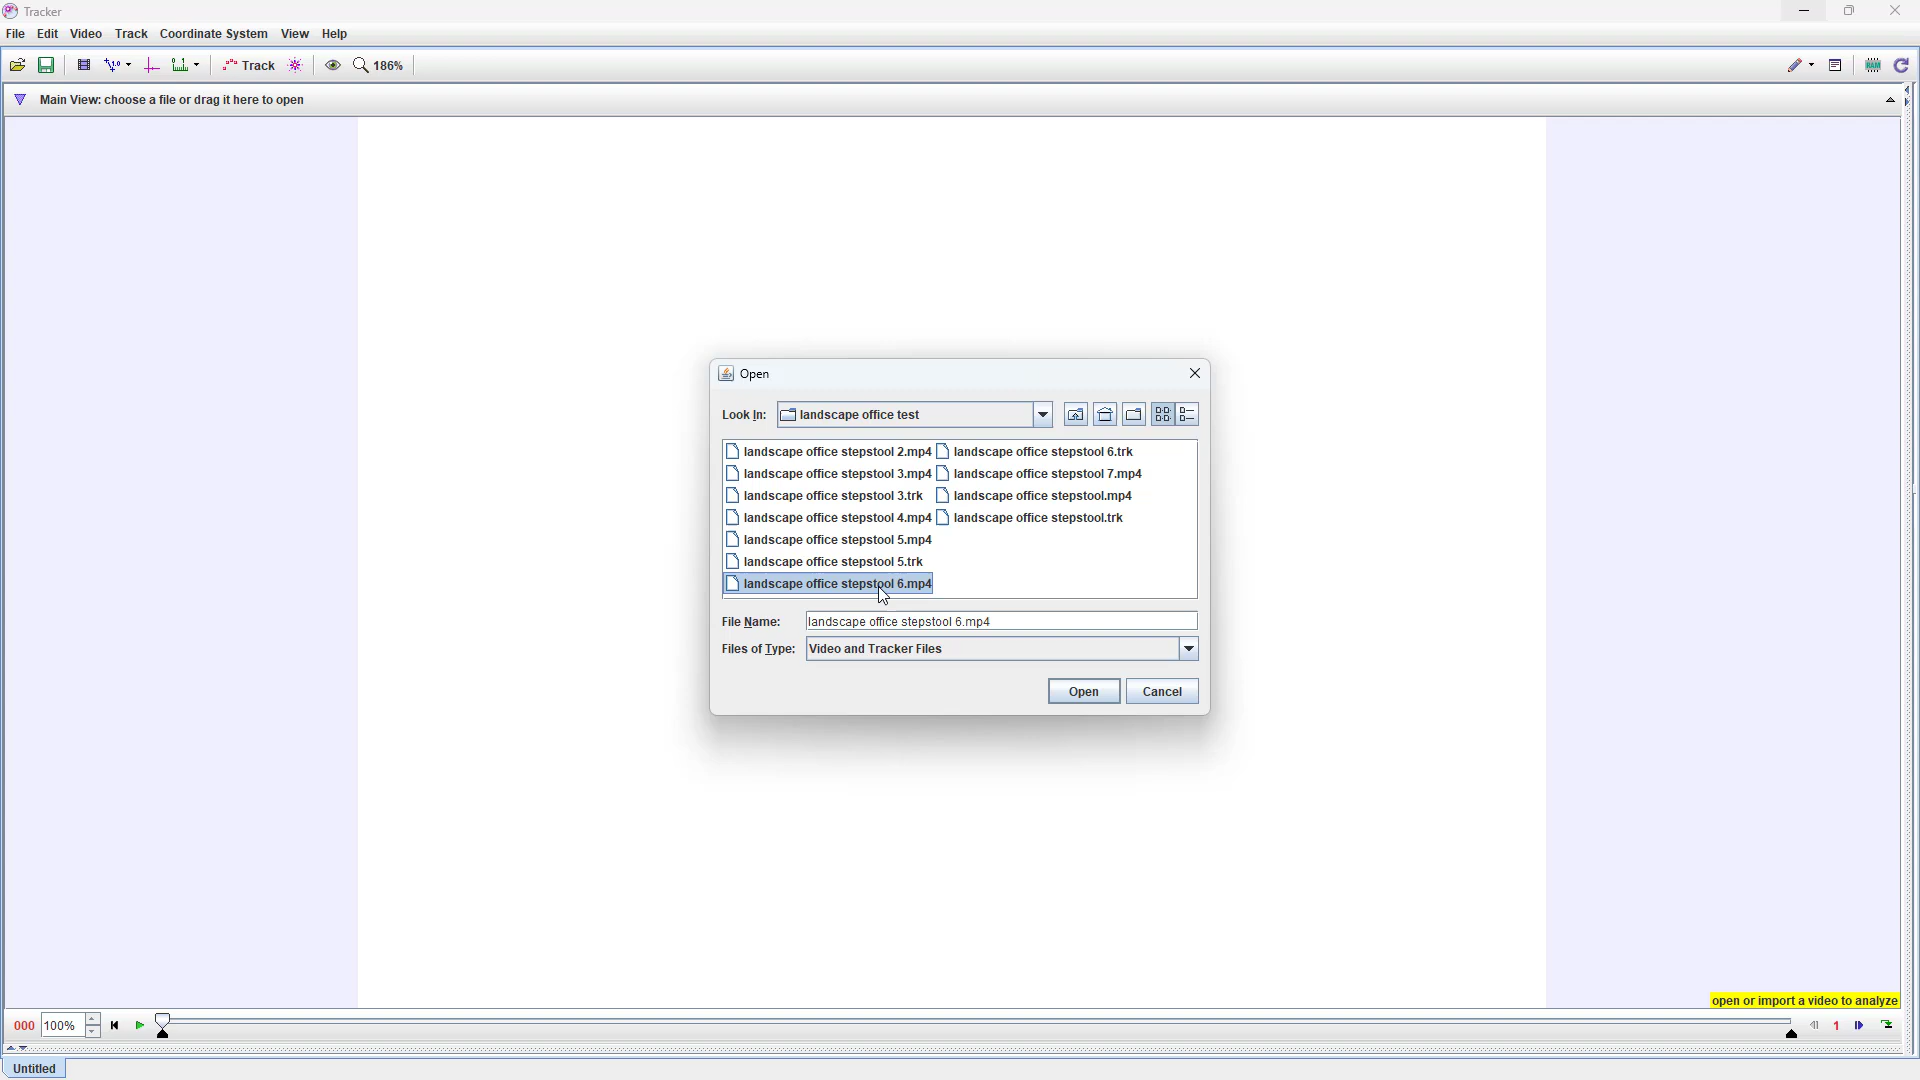 Tracker
File Edit Video Track Coordinate System View Help
Track 186% RAM
Main View: choose a file or drag it here to open
Open
Look In: landscape office test
landscape office stepstool 2.mp4 landscape office stepstool 6.trk
landscape office stepstool 3.mp4 landscape office stepstool 7.mp4
landscape office stepstool 3.trk landscape office stepstool.mp4
landscape office stepstool 4.mp4 landscape office stepstool.trk
landscape office stepstool 5.mp4
landscape office stepstool 5.trk
landscape office stepstool 6.mp4
File Name: landscape office stepstool 6.mp4
Files of Type: Video and Tracker Files
Open Cancel
open or import a video to analyze
000 100% 1
Untitled